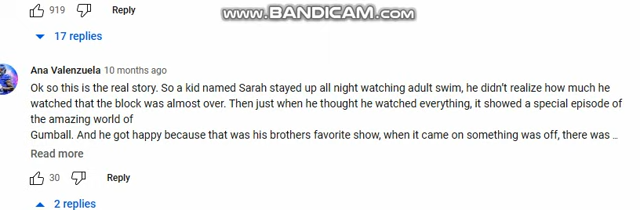 919 Reply
www.BANDICAM.com
17 replies
Ana Valenzuela 10 months ago
Ok so this is the real story. So a kid named Sarah stayed up all night watching adult swim, he didn't realize how much he
watched that the block was almost over. Then just when he thought he watched everything, it showed a special episode of
the amazing world of
Gumball. And he got happy because that was his brothers favorite show, when it came on something was off, there was ...
Read more
30 Reply
2 replies